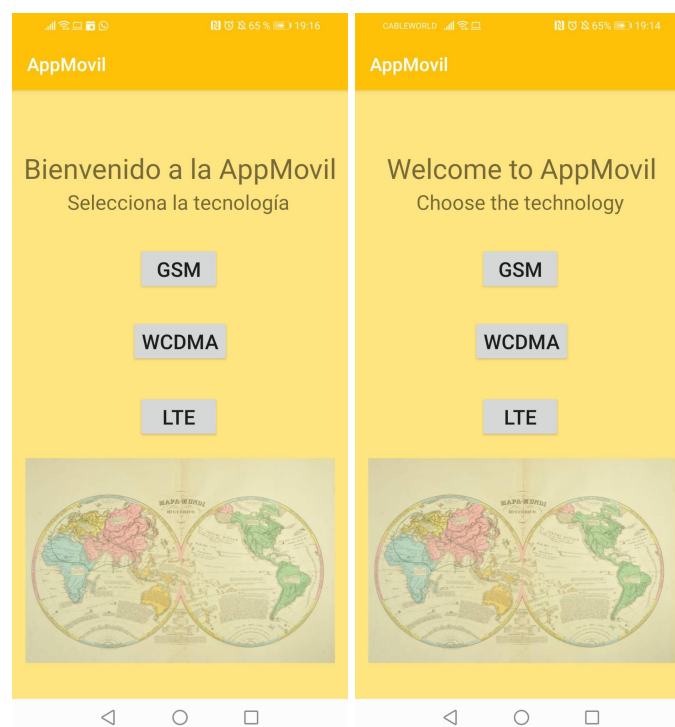 65 % 19:16
AppMovil
Bienvenido a la AppMovil
Selecciona la tecnología
GSM
WCDMA
LTE
MAPA-MUNDI
CABLEWORLD 65% 19:14
AppMovil
Welcome to AppMovil
Choose the technology
GSM
WCDMA
LTE
MAPA-MUNDI